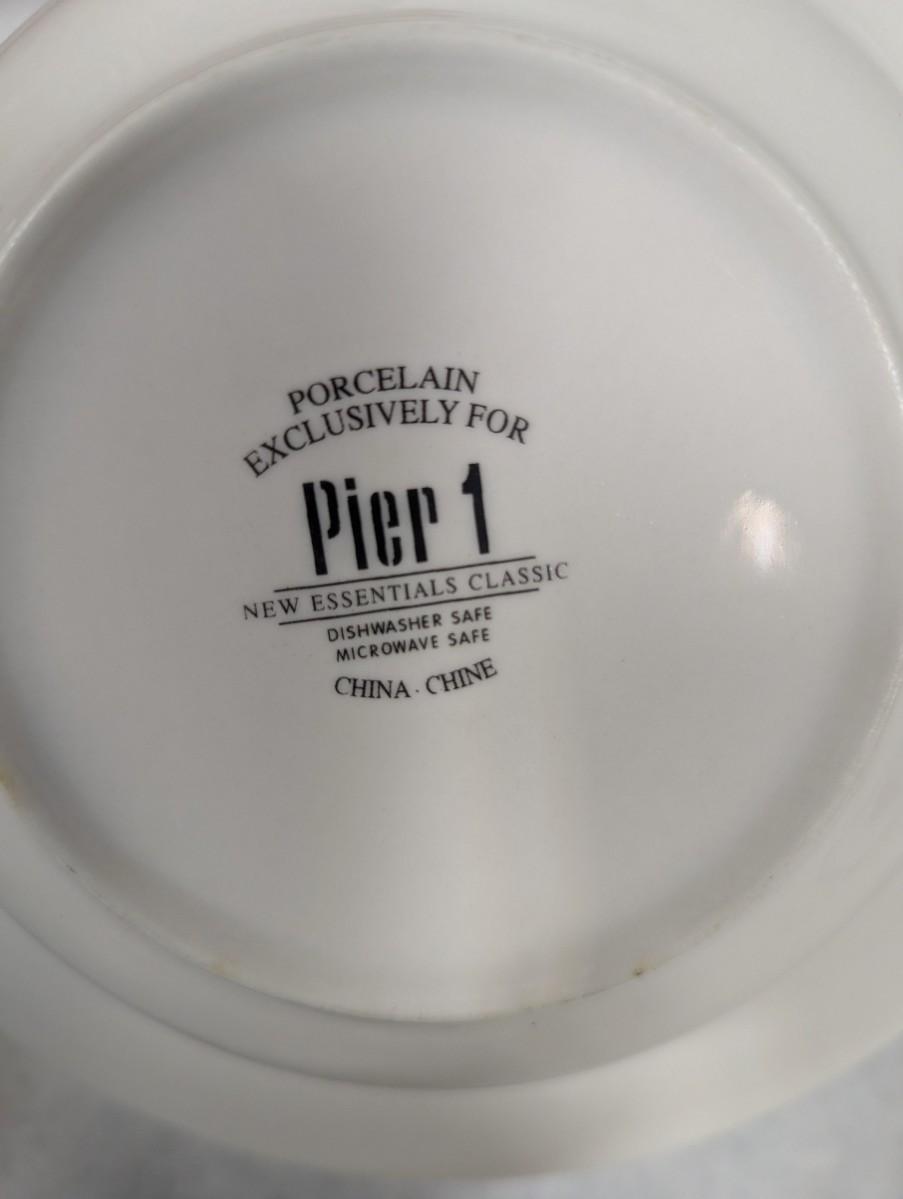 PORCELAIN
EXCLUSIVELY FOR
Pier 1
NEW ESSENTIALS CLASSIC
DISHWASHER SAFE
MICROWAVE SAFE
CHINA · CHINE